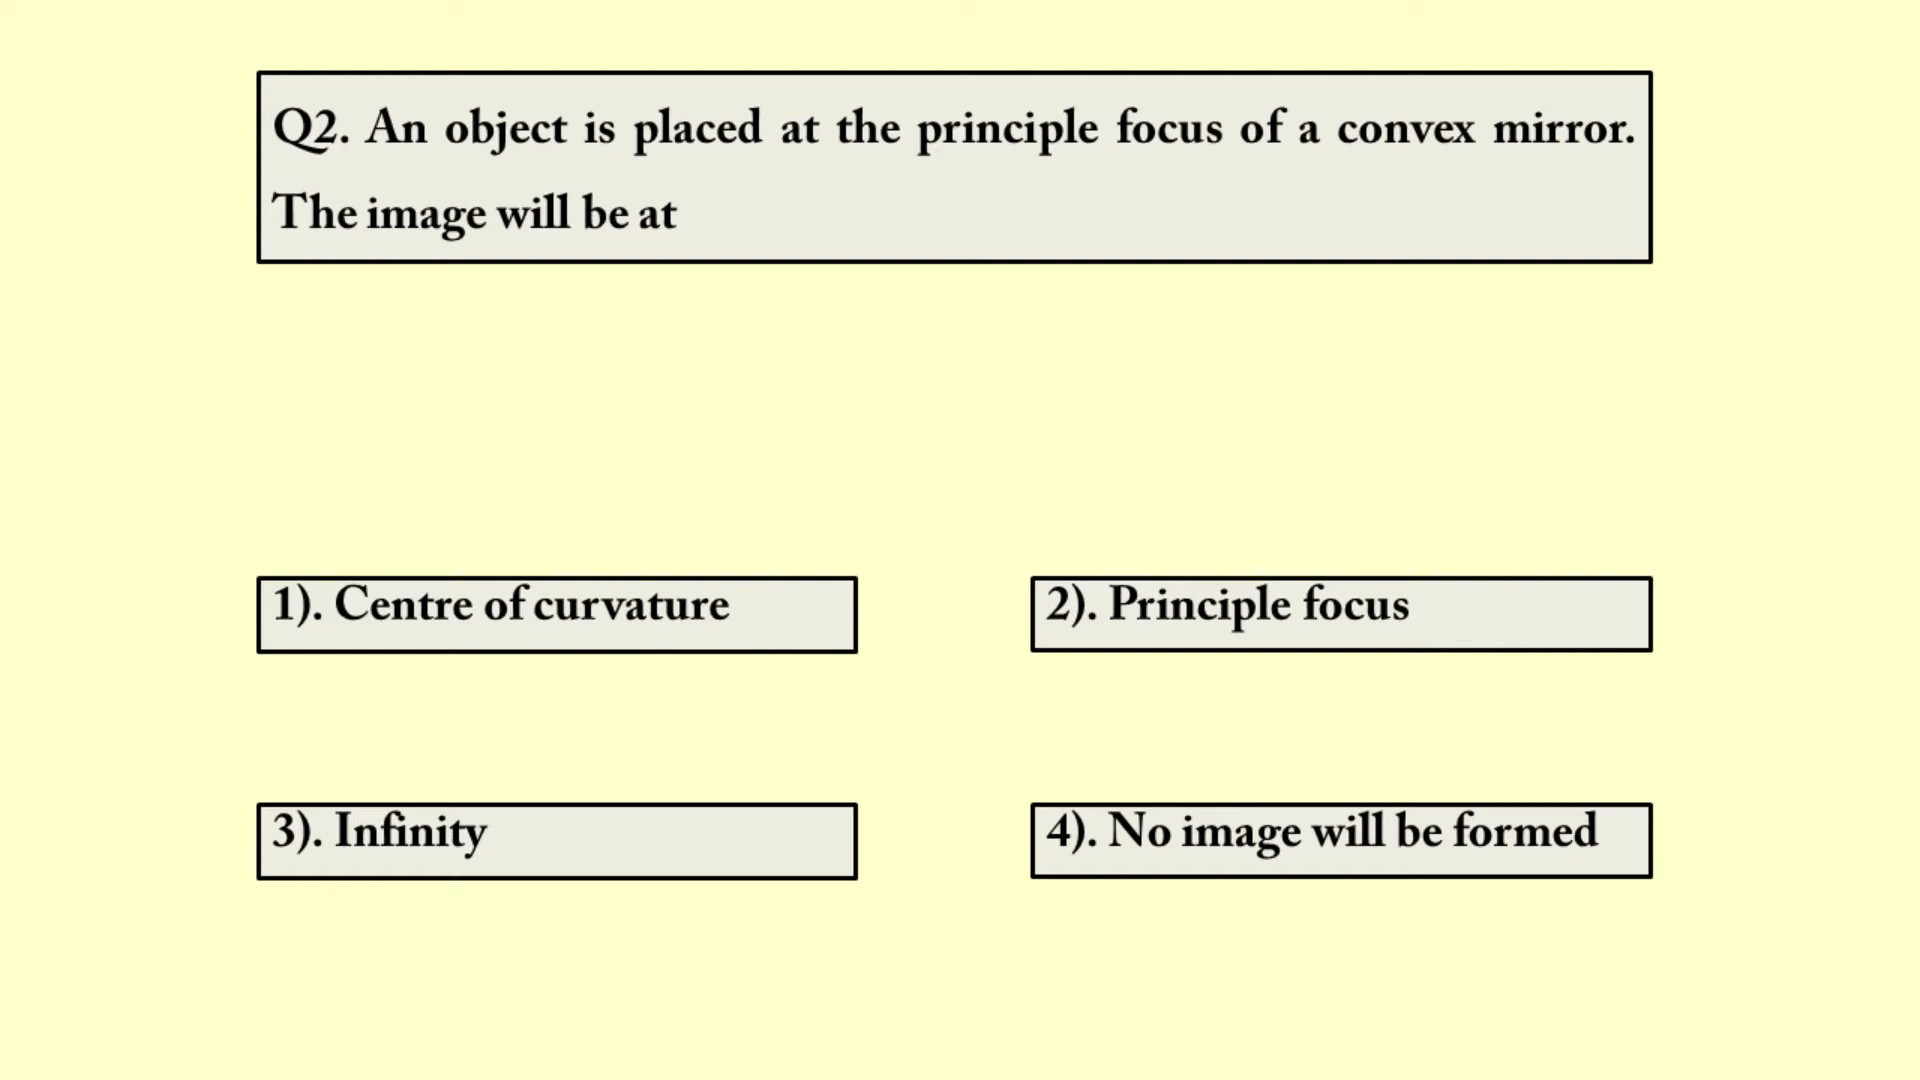 Q2. An object is placed at the principle focus of a convex mirror.
The image will be at
1). Centre of curvature
2). Principle focus
3). Infinity
4). No image will be formed